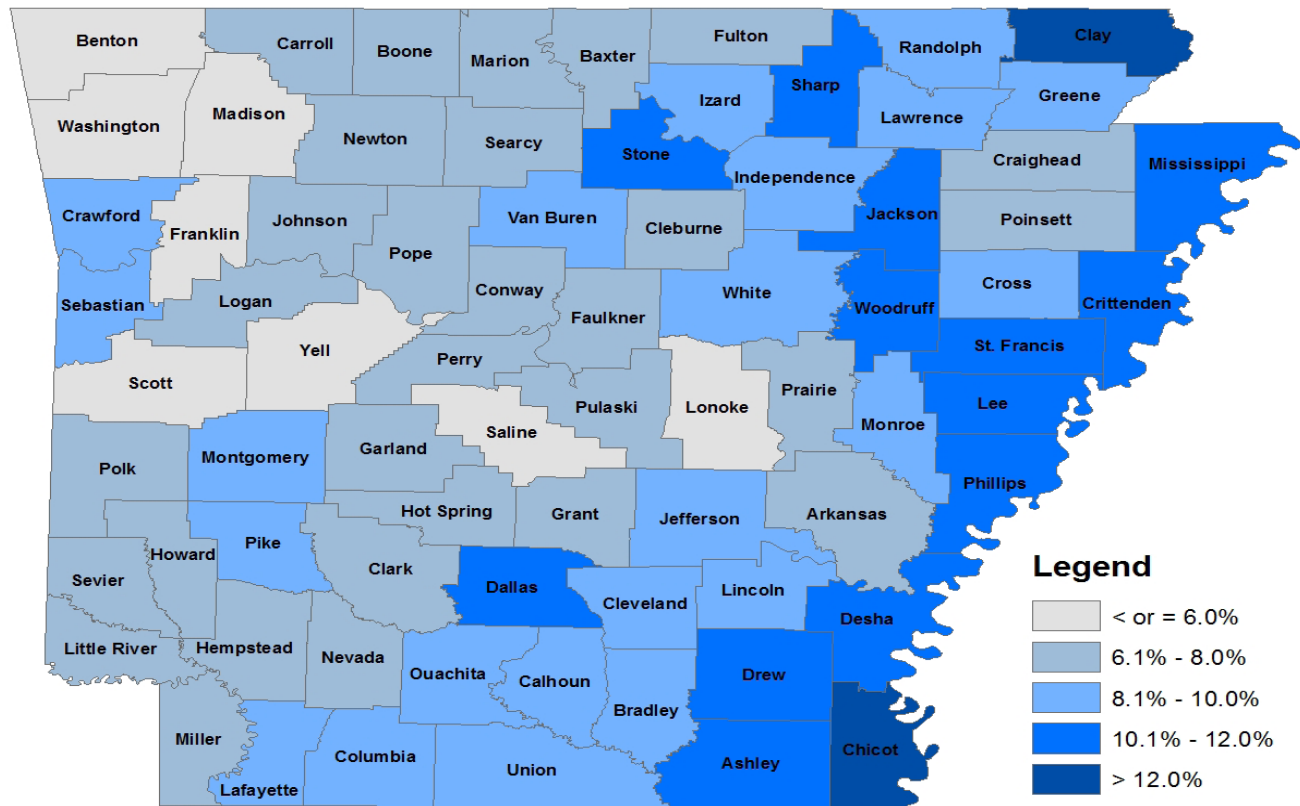 Benton
Carroll
Boone
Marion
Baxter
Fulton
Randolph
Clay
Sharp
Izard
Greene
Lawrence
Washington
Madison
Newton
Searcy
Stone
Independence
Craighead
Mississippi
Crawford
Franklin
Johnson
Pope
Van Buren
Cleburne
Jackson
Poinsett
Sebastian
Logan
Conway
Faulkner
White
Woodruff
Cross
Crittenden
Scott
Yell
Perry
Pulaski
Lonoke
Prairie
St. Francis
Lee
Saline
Monroe
Polk
Montgomery
Garland
Phillips
Hot Spring
Grant
Jefferson
Arkansas
Howard
Pike
Sevier
Clark
Dallas
Cleveland
Lincoln
Desha
Little River
Hempstead
Nevada
Ouachita
Calhoun
Bradley
Drew
Miller
Lafayette
Columbia
Union
Ashley
Chicot
Legend
< or = 6.0%
6.1% - 8.0%
8.1% - 10.0%
10.1% - 12.0%
> 12.0%